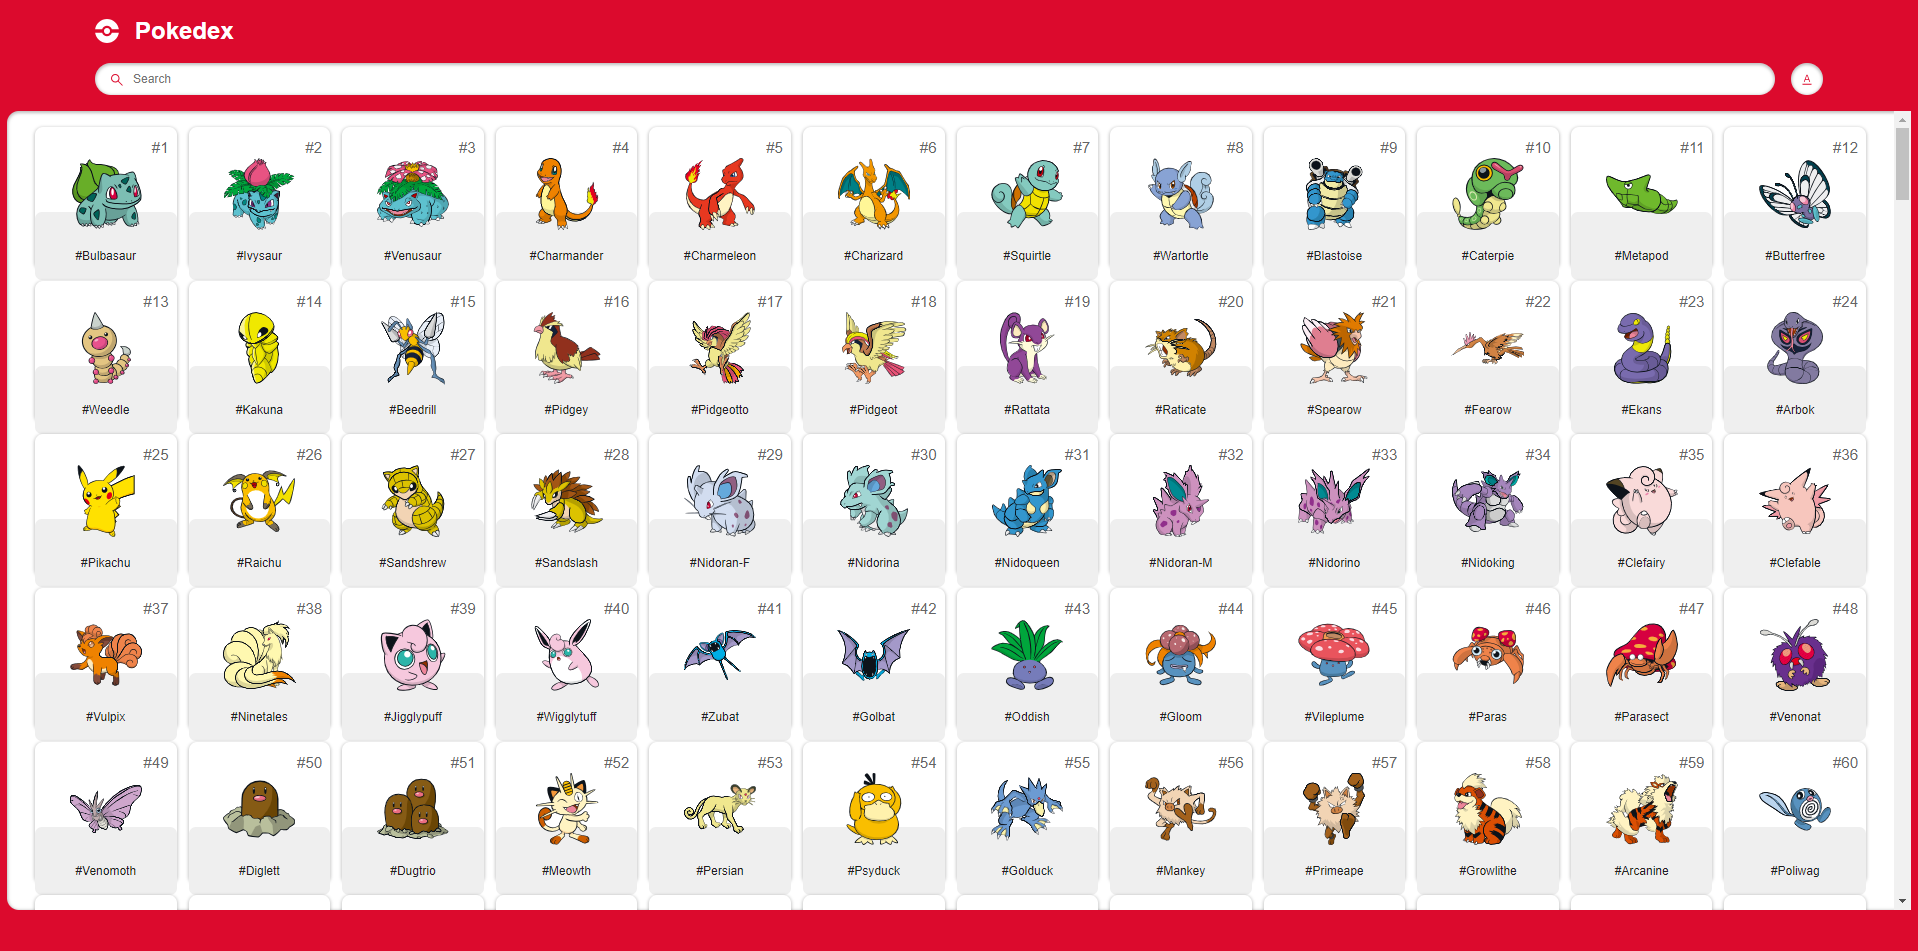 Pokedex
Search
A
#1 #2 #3 #4 #5 #6 #7 #8 #9 #10 #11 #12
#Bulbasaur #Ivysaur #Venusaur #Charmander #Charmeleon #Charizard #Squirtle #Wartortle #Blastoise #Caterpie #Metapod #Butterfree
#13 #14 #15 #16 #17 #18 #19 #20 #21 #22 #23 #24
#Weedle #Kakuna #Beedrill #Pidgey #Pidgeotto #Pidgeot #Rattata #Raticate #Spearow #Fearow #Ekans #Arbok
#25 #26 #27 #28 #29 #30 #31 #32 #33 #34 #35 #36
#Pikachu #Raichu #Sandshrew #Sandslash #Nidoran-F #Nidorina #Nidoqueen #Nidoran-M #Nidorino #Nidoking #Clefairy #Clefable
#37 #38 #39 #40 #41 #42 #43 #44 #45 #46 #47 #48
#Vulpix #Ninetales #Jigglypuff #Wigglytuff #Zubat #Golbat #Oddish #Gloom #Vileplume #Paras #Parasect #Venonat
#49 #50 #51 #52 #53 #54 #55 #56 #57 #58 #59 #60
#Venomoth #Diglett #Dugtrio #Meowth #Persian #Psyduck #Golduck #Mankey #Primeape #Growlithe #Arcanine #Poliwag